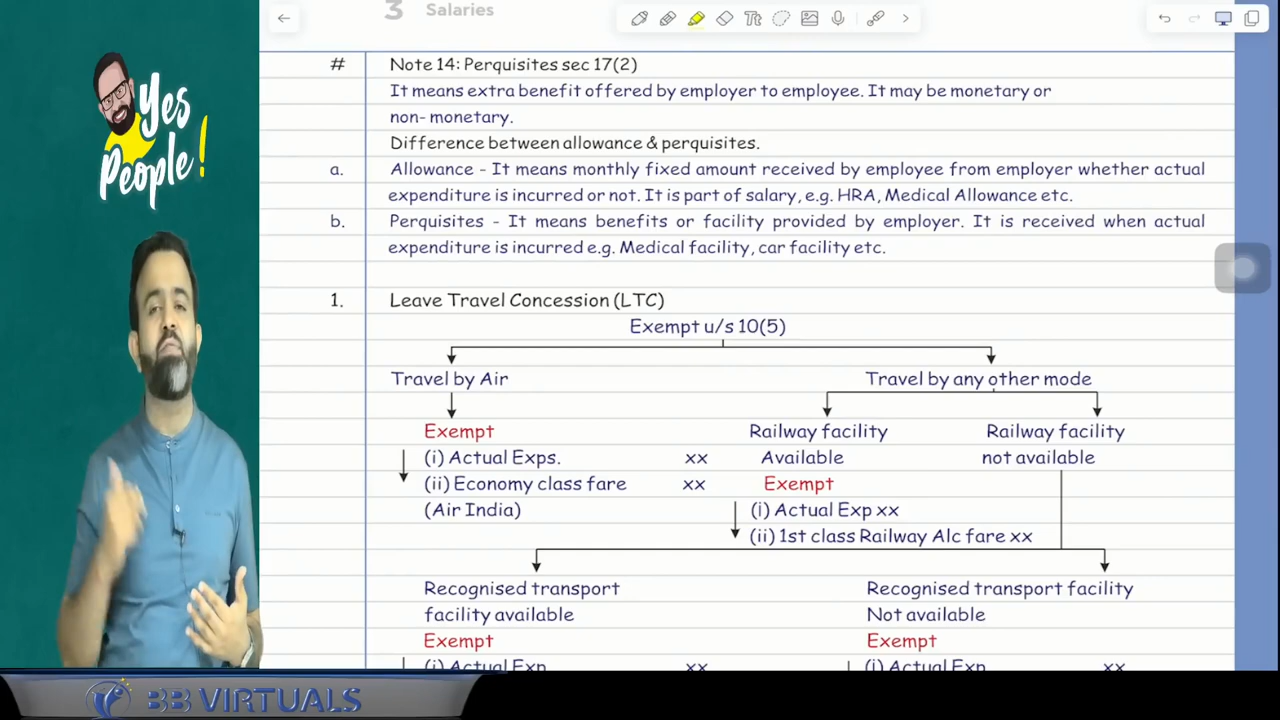 3 Salaries
Yes
People!
# Note 14: Perquisites sec 17(2)
It means extra benefit offered by employer to employee. It may be monetary or
non- monetary.
Difference between allowance & perquisites.
a. Allowance - It means monthly fixed amount received by employee from employer whether actual
expenditure is incurred or not. It is part of salary, e.g. HRA, Medical Allowance etc.
b. Perquisites - It means benefits or facility provided by employer. It is received when actual
expenditure is incurred e.g. Medical facility, car facility etc.
1. Leave Travel Concession (LTC)
Exempt u/s 10(5)
Travel by Air Travel by any other mode
Exempt Railway facility Railway facility
(i) Actual Exps. xx Available not available
(ii) Economy class fare xx Exempt
(Air India) (i) Actual Exp xx
(ii) 1st class Railway Alc fare xx
Recognised transport Recognised transport facility
facility available Not available
Exempt Exempt
(i) Actual Exp xx (i) Actual Exp xx
BB VIRTUALS